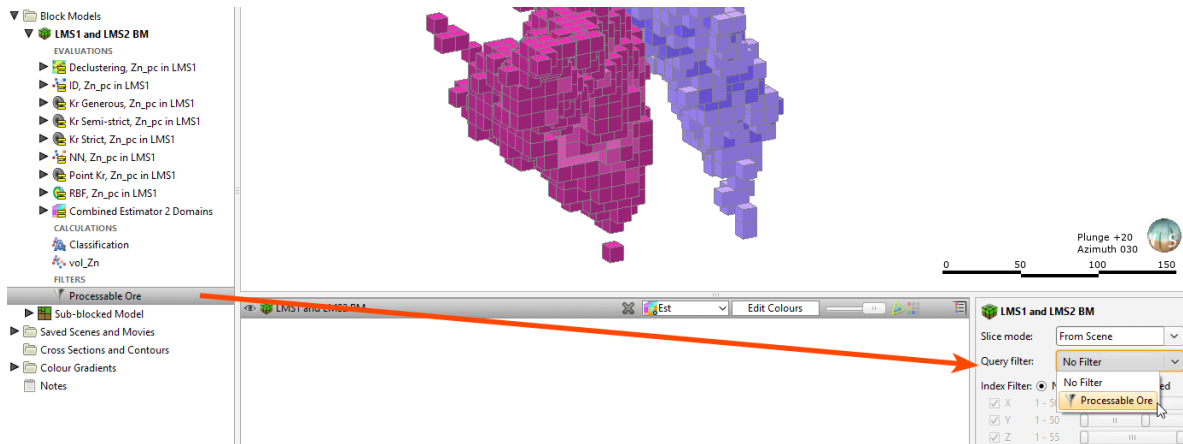 Block Models
LMS1 and LMS2 BM
EVALUATIONS
Declustering, Zn_pc in LMS1
ID, Zn_pc in LMS1
Kr Generous, Zn_pc in LMS1
Kr Semi-strict, Zn_pc in LMS1
Kr Strict, Zn_pc in LMS1
NN, Zn_pc in LMS1
Point Kr, Zn_pc in LMS1
RBF, Zn_pc in LMS1
Combined Estimator 2 Domains
CALCULATIONS
Classification
vol_Zn
FILTERS
Processable Ore
Sub-blocked Model
Saved Scenes and Movies
Cross Sections and Contours
Colour Gradients
Notes
Plunge +20
Azimuth 030
0 50 100 150
LMS1 and LMS2 BM Est Edit Colours
LMS1 and LMS2 BM
Slice mode: From Scene
Query filter: No Filter
No Filter
Index Filter:
Processable Ore
X 1 -
Y 1 - 50
Z 1 - 55